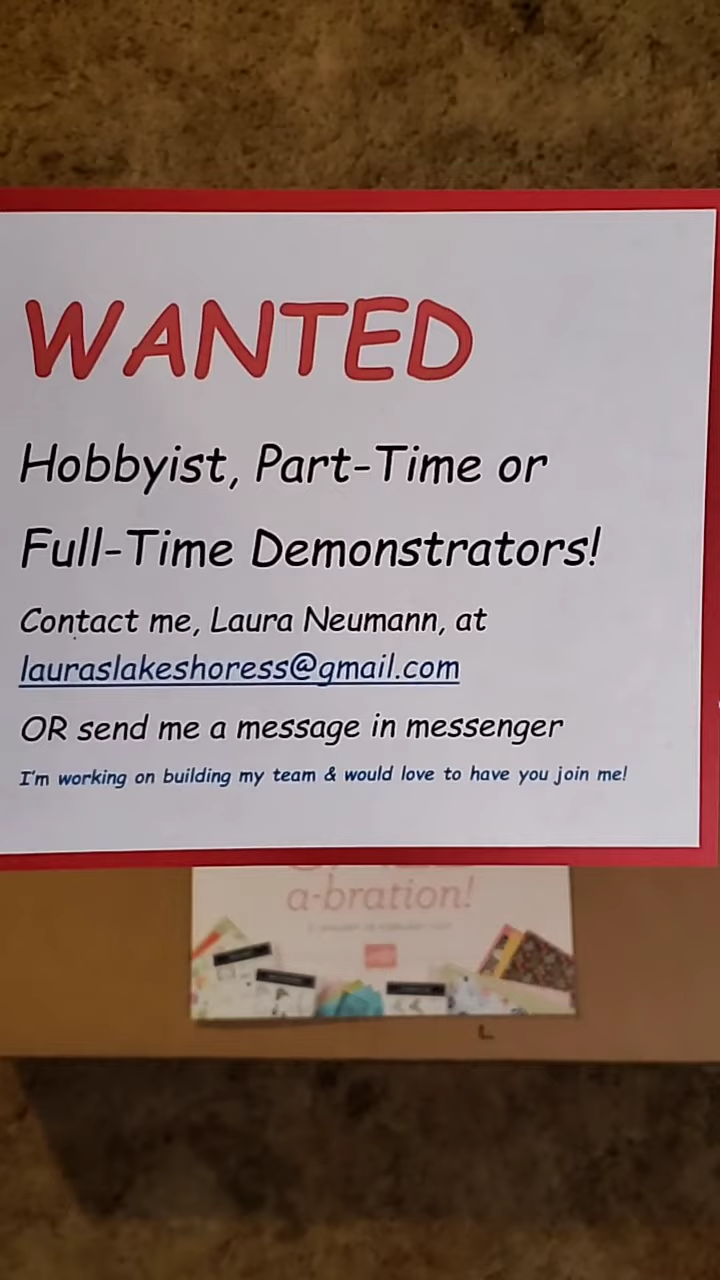 WANTED
Hobbyist, Part-Time or
Full-Time Demonstrators!
Contact me, Laura Neumann, at
lauraslakeshoress@gmail.com
OR send me a message in messenger
I'm working on building my team & would love to have you join me!
a-bration!
L